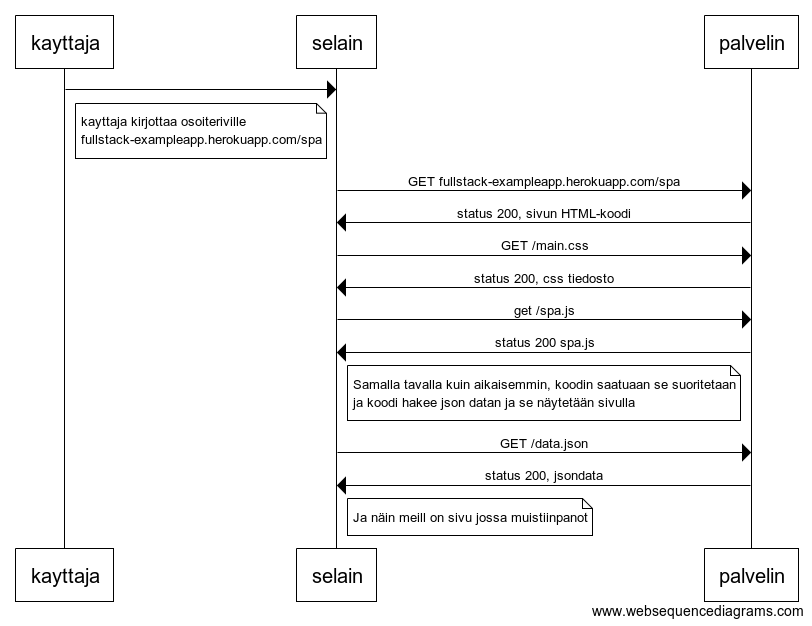 kayttaja
selain
palvelin
kayttaja kirjottaa osoiteriville
fullstack-exampleapp.herokuapp.com/spa
GET fullstack-exampleapp.herokuapp.com/spa
status 200, sivun HTML-koodi
GET /main.css
status 200, css tiedosto
get /spa.js
status 200 spa.js
Samalla tavalla kuin aikaisemmin, koodin saatuaan se suoritetaan
ja koodi hakee json datan ja se näytetään sivulla
GET /data.json
status 200, jsondata
Ja näin meill on sivu jossa muistiinpanot
kayttaja
selain
palvelin
www.websequencediagrams.com